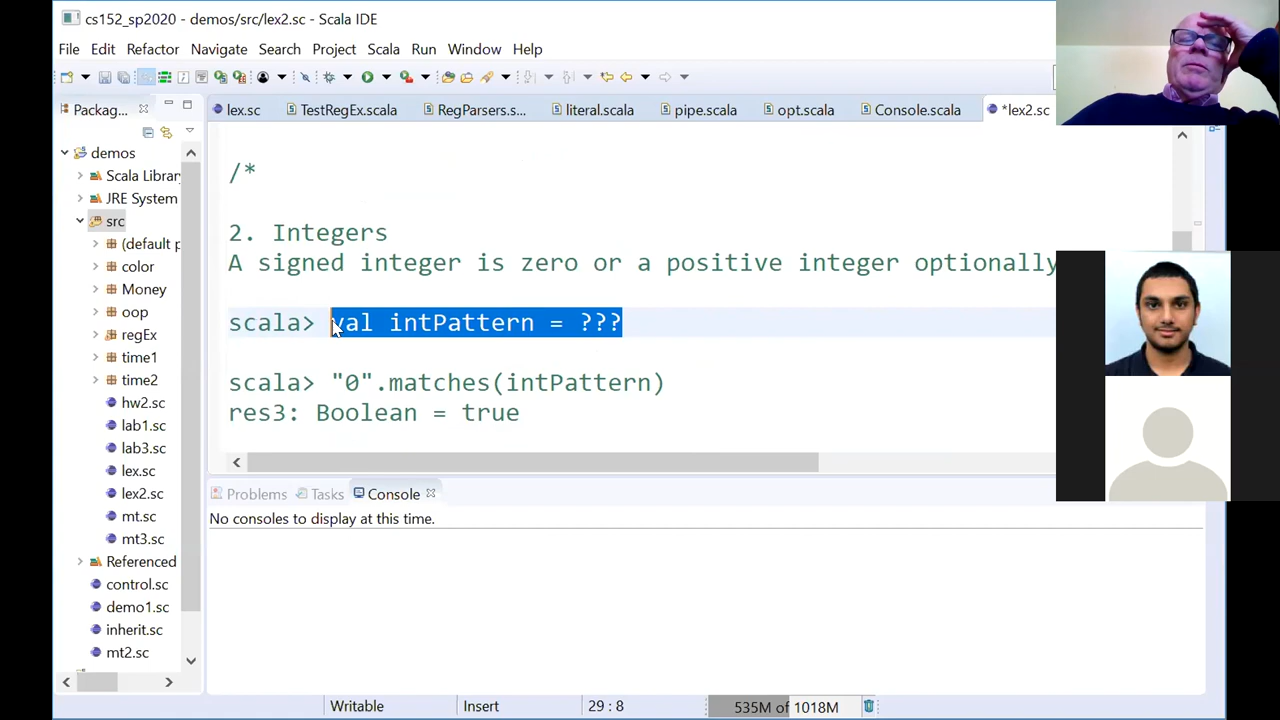 cs152_sp2020 - demos/src/lex2.sc - Scala IDE
File Edit Refactor Navigate Search Project Scala Run Window Help
Packag...
lex.sc TestRegEx.scala RegParsers.s... literal.scala pipe.scala opt.scala Console.scala *lex2.sc
demos
Scala Library
JRE System
src
(default p
color
Money
oop
regEx
time1
time2
hw2.sc
lab1.sc
lab3.sc
lex.sc
lex2.sc
mt.sc
mt3.sc
Referenced
control.sc
demo1.sc
inherit.sc
mt2.sc
/*
2. Integers
A signed integer is zero or a positive integer optionally
scala> val intPattern = ???
scala> "0".matches(intPattern)
res3: Boolean = true
Problems Tasks Console
No consoles to display at this time.
Writable Insert 29 : 8 535M of 1018M